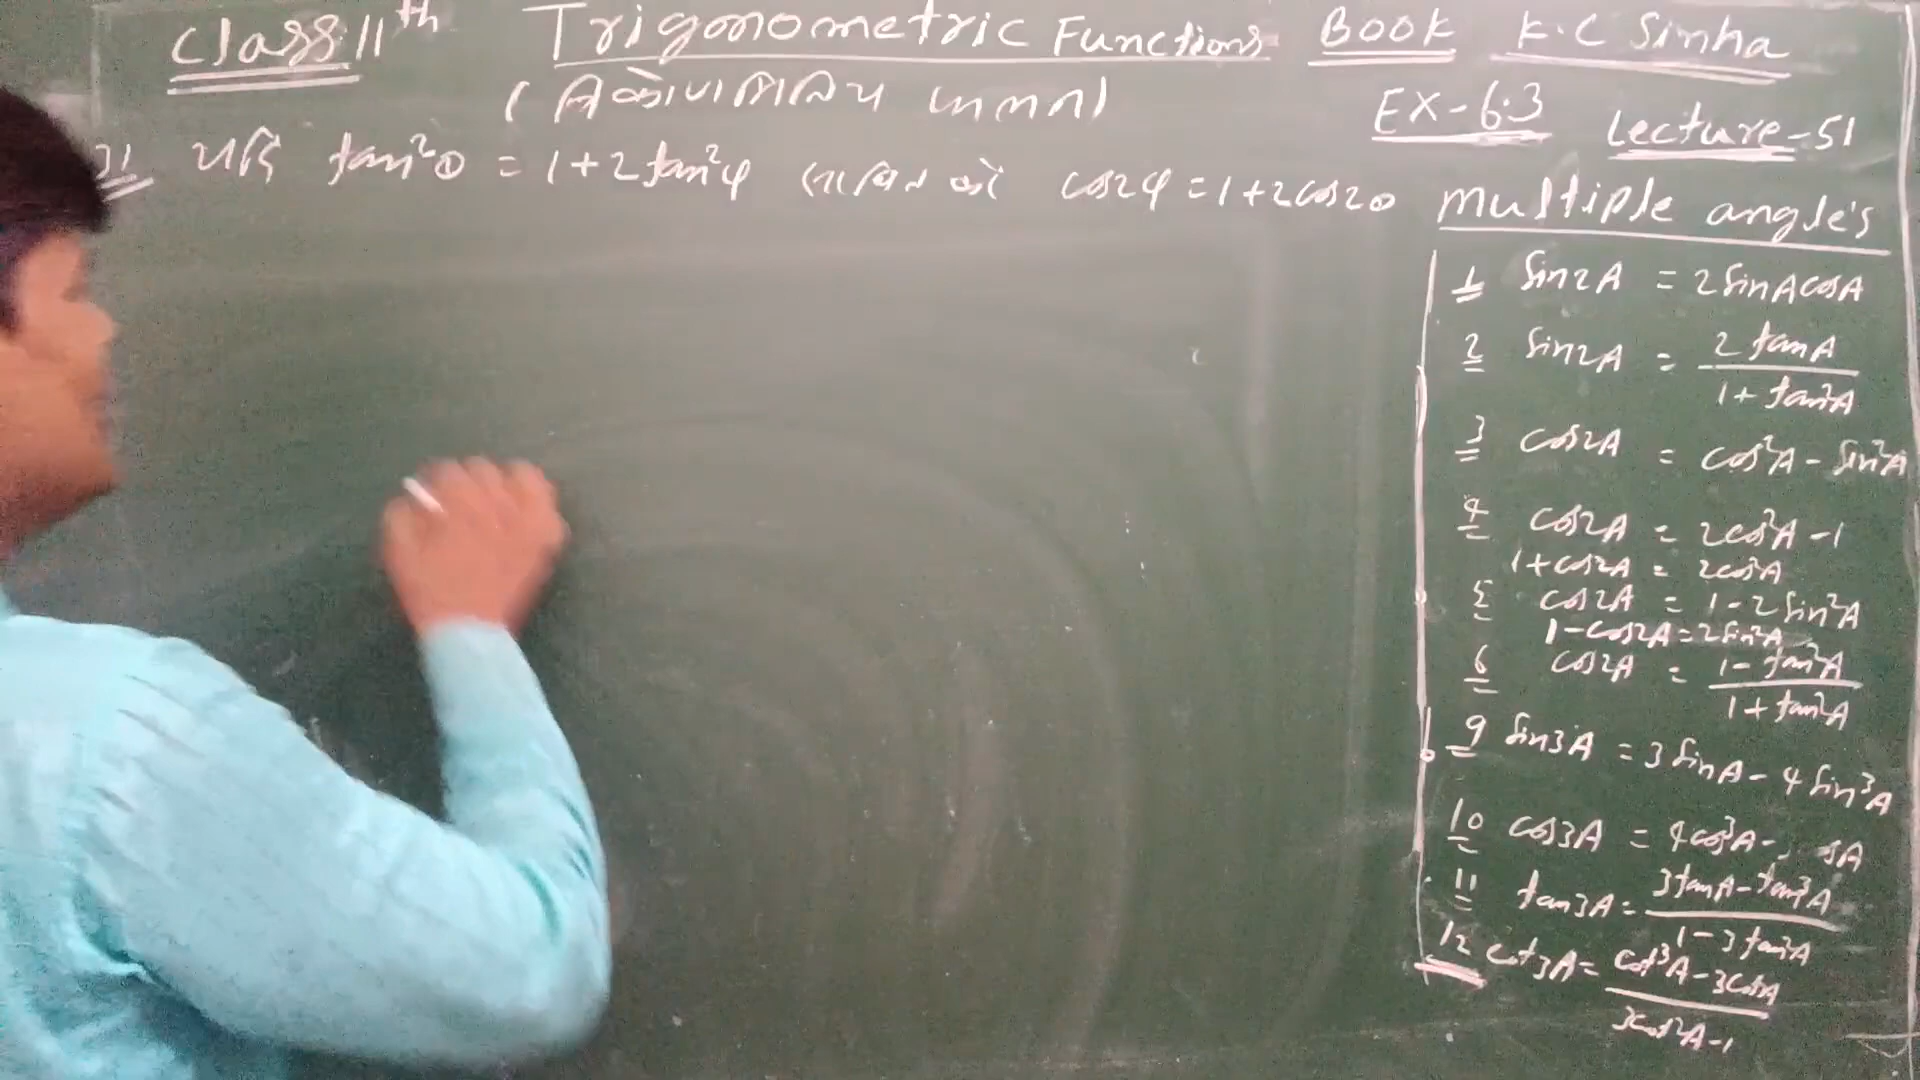 Class 11th Trigonometric Functions Book K.C Sinha
(त्रिकोणमितिय फलन)
EX-6.3 Lecture-51
31 यदि tan²θ = 1+2tan²φ साबित करें cos2φ = 1+2cos2θ
multiple angle's
1 sin2A = 2sinAcosA
2 sin2A = 2tanA / 1+tan²A
3 cos2A = cos²A - sin²A
4 cos2A = 2cos²A-1
1+cos2A = 2cos²A
5 cos2A = 1-2sin²A
1-cos2A = 2sin²A
6 cos2A = 1-tan²A / 1+tan²A
9 sin3A = 3sinA-4sin³A
10 cos3A = 4cos³A-
11 tan3A = 3tanA-tan³A / 1-3tan²A
12 cot3A = cot³A-3cotA / 3cot²A-1